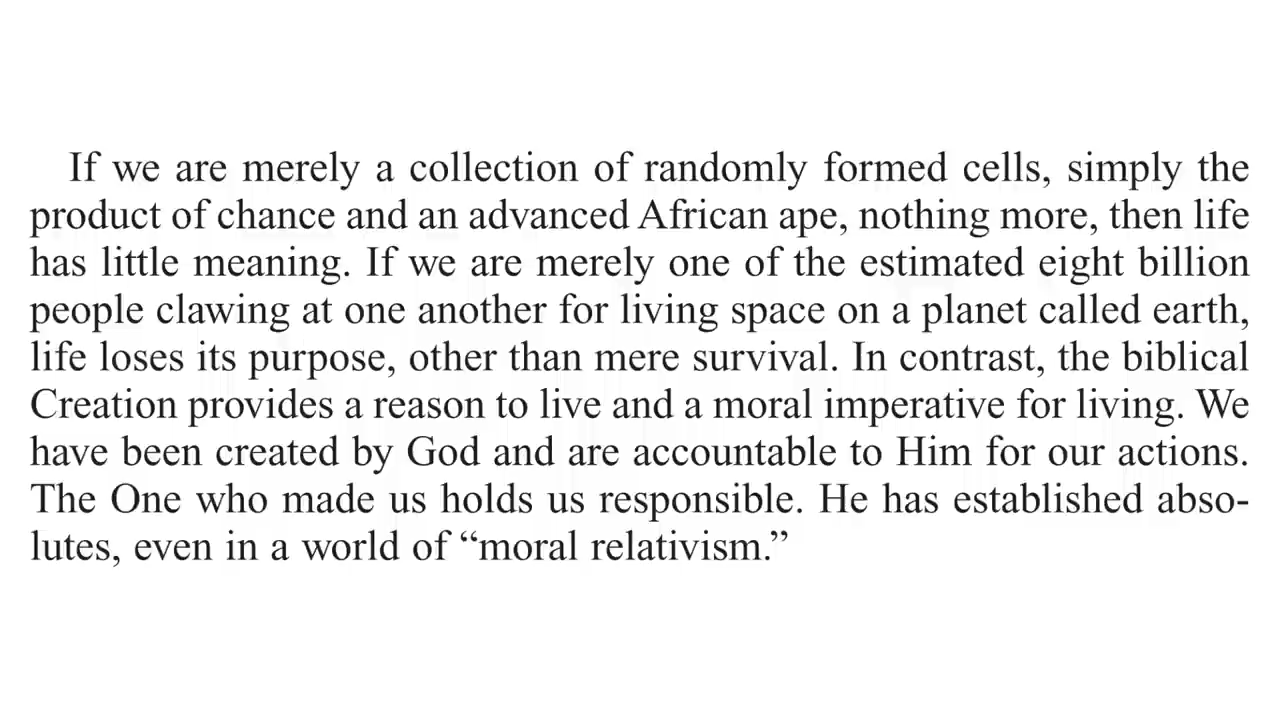 If we are merely a collection of randomly formed cells, simply the
product of chance and an advanced African ape, nothing more, then life
has little meaning. If we are merely one of the estimated eight billion
people clawing at one another for living space on a planet called earth,
life loses its purpose, other than mere survival. In contrast, the biblical
Creation provides a reason to live and a moral imperative for living. We
have been created by God and are accountable to Him for our actions.
The One who made us holds us responsible. He has established abso-
lutes, even in a world of “moral relativism.”